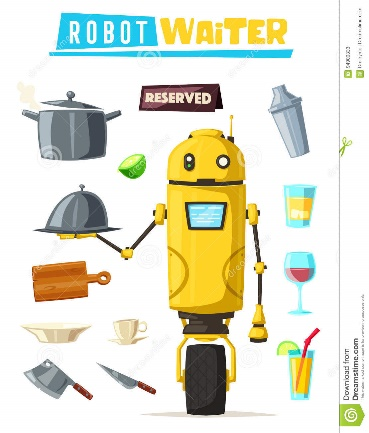 ROBOT WAITER
RESERVED
Download from
Dreamstime.com